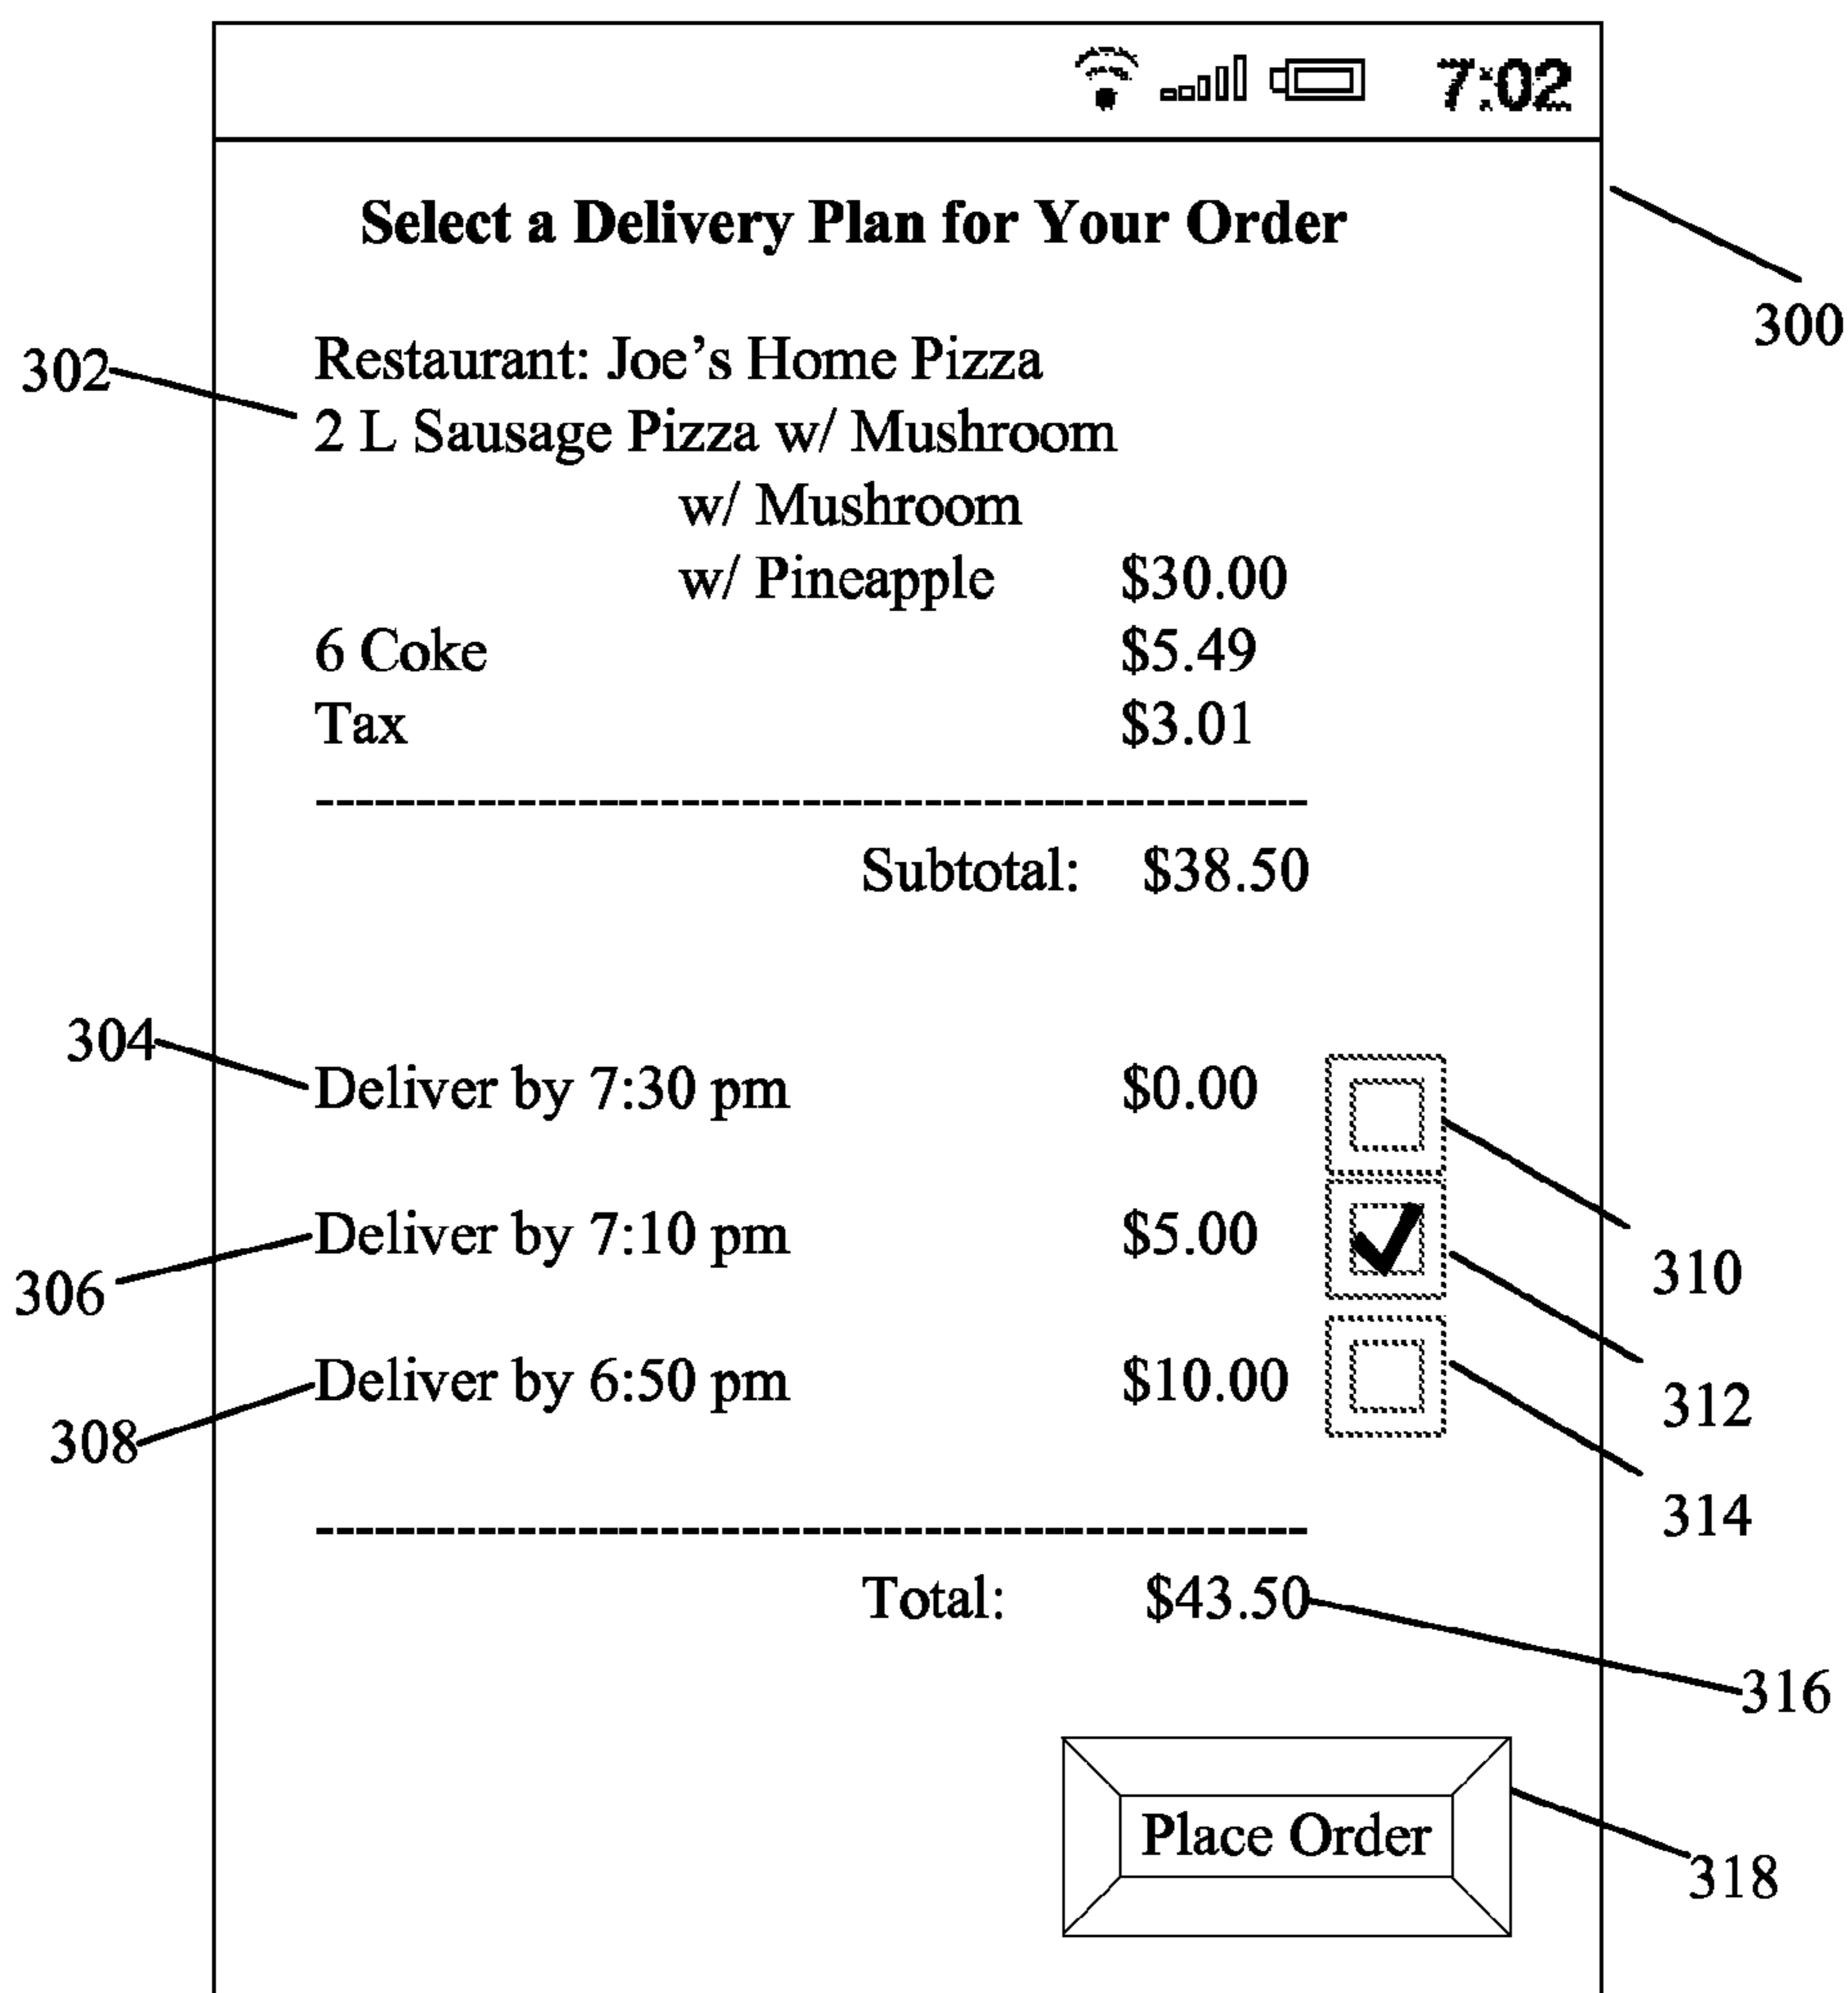 7:02
Select a Delivery Plan for Your Order
300
302
Restaurant: Joe’s Home Pizza
2 L Sausage Pizza w/ Mushroom
w/ Mushroom
w/ Pineapple $30.00
6 Coke $5.49
Tax $3.01
Subtotal: $38.50
304
Deliver by 7:30 pm $0.00
310
306
Deliver by 7:10 pm $5.00
312
308
Deliver by 6:50 pm $10.00
314
Total: $43.50
316
Place Order
318